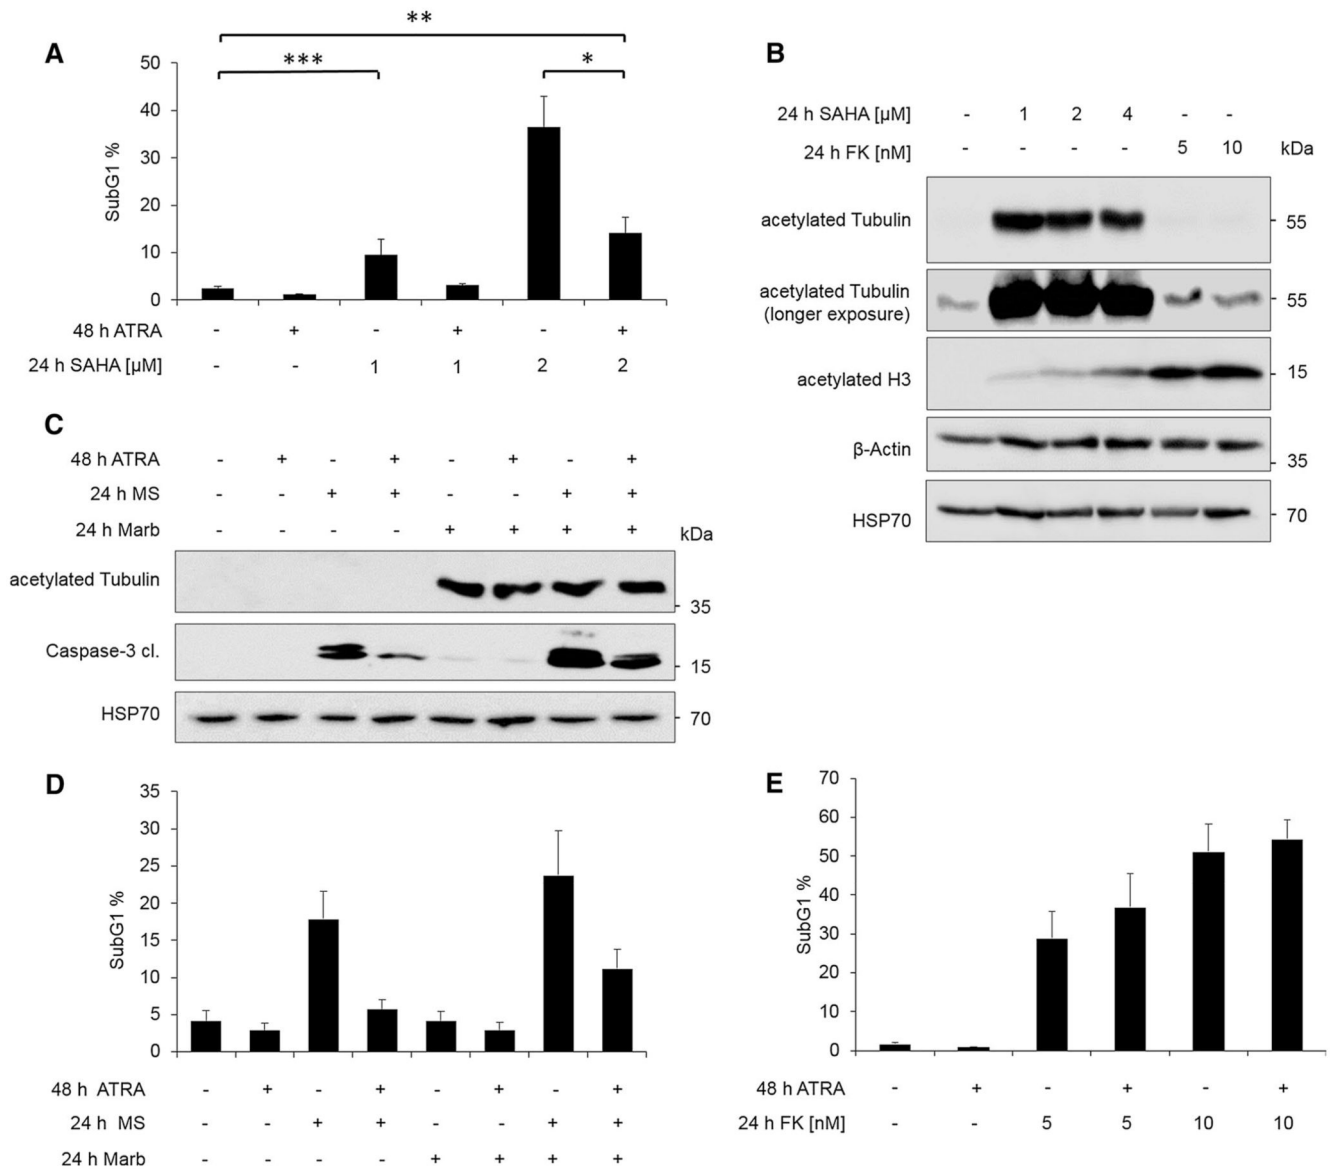 A
**
***
*
50
40
30
20
10
0
SubG1 %
48 h ATRA - + - + - +
24 h SAHA [µM] - - 1 1 2 2
B
24 h SAHA [µM] - 1 2 4 - -
24 h FK [nM] - - - - 5 10 kDa
acetylated Tubulin 55
acetylated Tubulin
(longer exposure) 55
acetylated H3 15
β-Actin 35
HSP70 70
C
48 h ATRA - + - + - + - +
24 h MS - - + + - - + +
24 h Marb - - - - + + + + kDa
acetylated Tubulin 35
Caspase-3 cl. 15
HSP70 70
D
35
30
25
20
15
10
5
0
SubG1 %
48 h ATRA - + - + - + - +
24 h MS - - + + - - + +
24 h Marb - - - - + + + +
E
70
60
50
40
30
20
10
0
SubG1 %
48 h ATRA - + - + - +
24 h FK [nM] - - 5 5 10 10